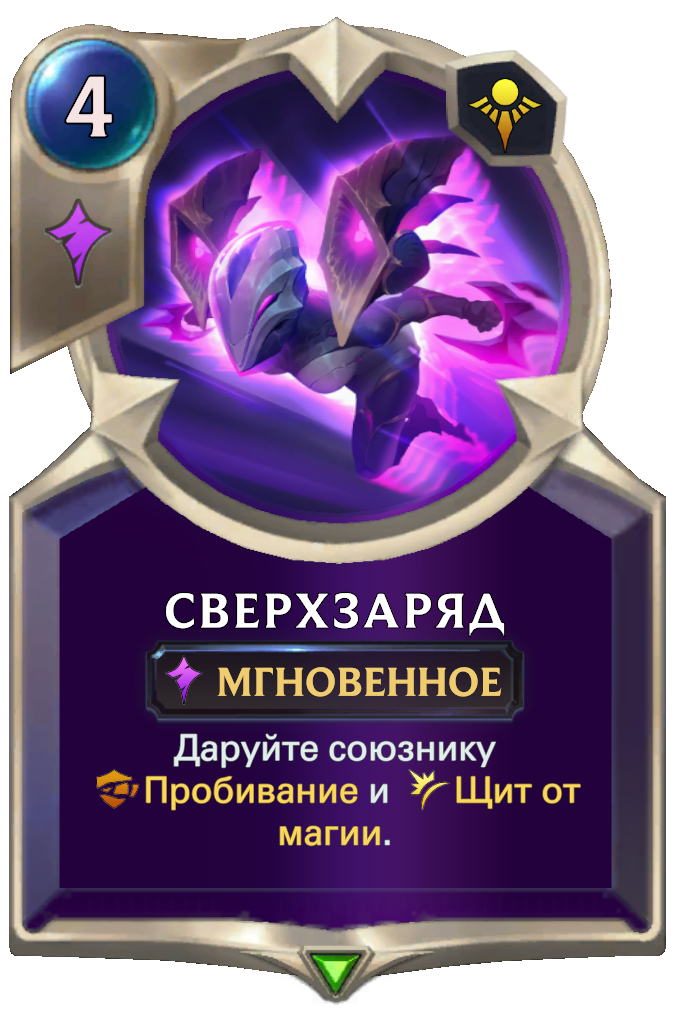 4
СВЕРХЗАРЯД
МГНОВЕННОЕ
Даруйте союзнику
Пробивание и Щит от
магии.